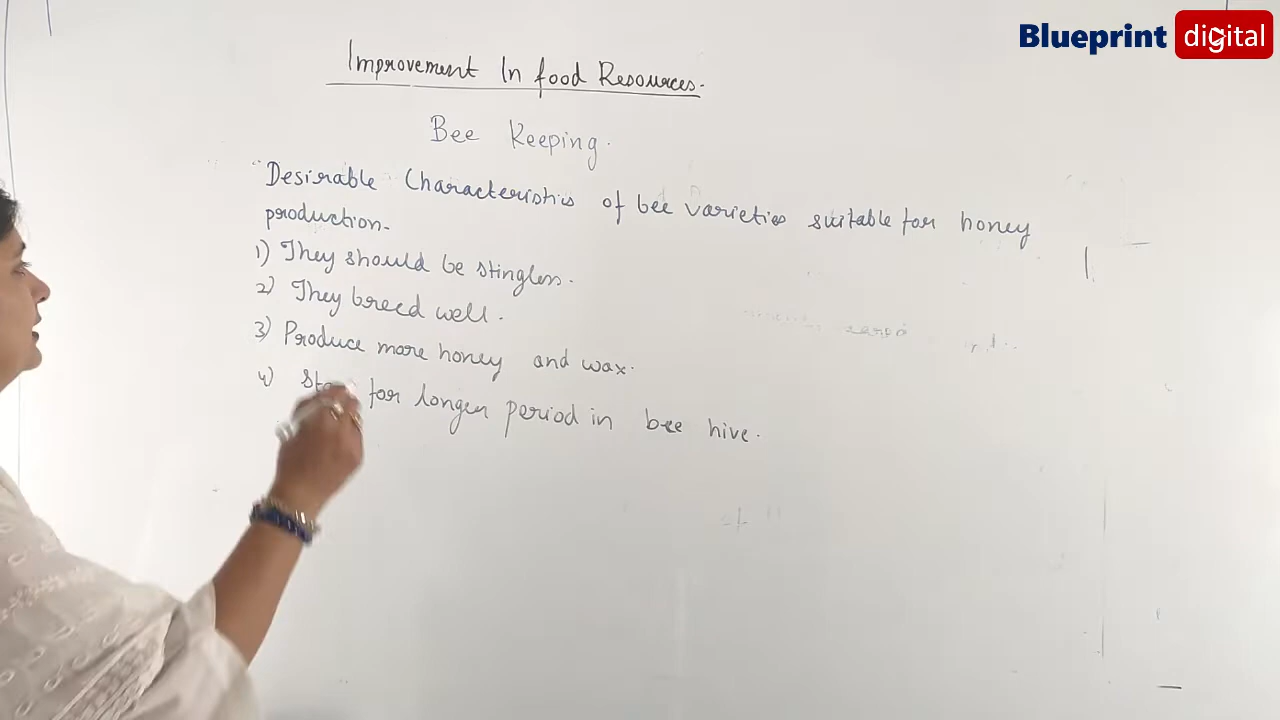 Blueprint digital
Improvement In food Resources.
Bee Keeping.
Desirable Characteristics of bee varieties suitable for honey
production.
1) They should be stingless.
2) They breed well.
3) Produce more honey and wax.
4) for longer period in bee hive.